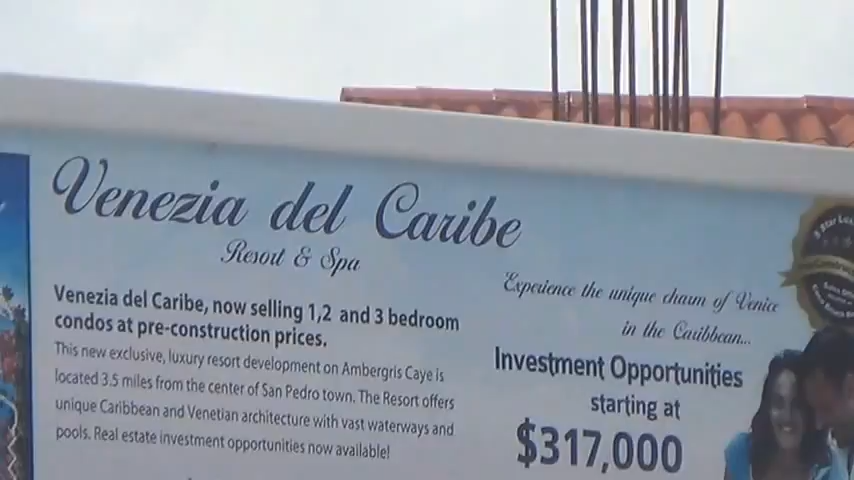 Venezia del Caribe
Resort & Spa
Venezia del Caribe, now selling 1,2 and 3 bedroom
condos at pre-construction prices.
This new exclusive, luxury resort development on Ambergris Caye is
located 3.5 miles from the center of San Pedro town. The Resort offers
unique Caribbean and Venetian architecture with vast waterways and
pools. Real estate investment opportunities now available!
Experience the unique charm of Venice
in the Caribbean...
Investment Opportunities
starting at
$317,000
5 Star